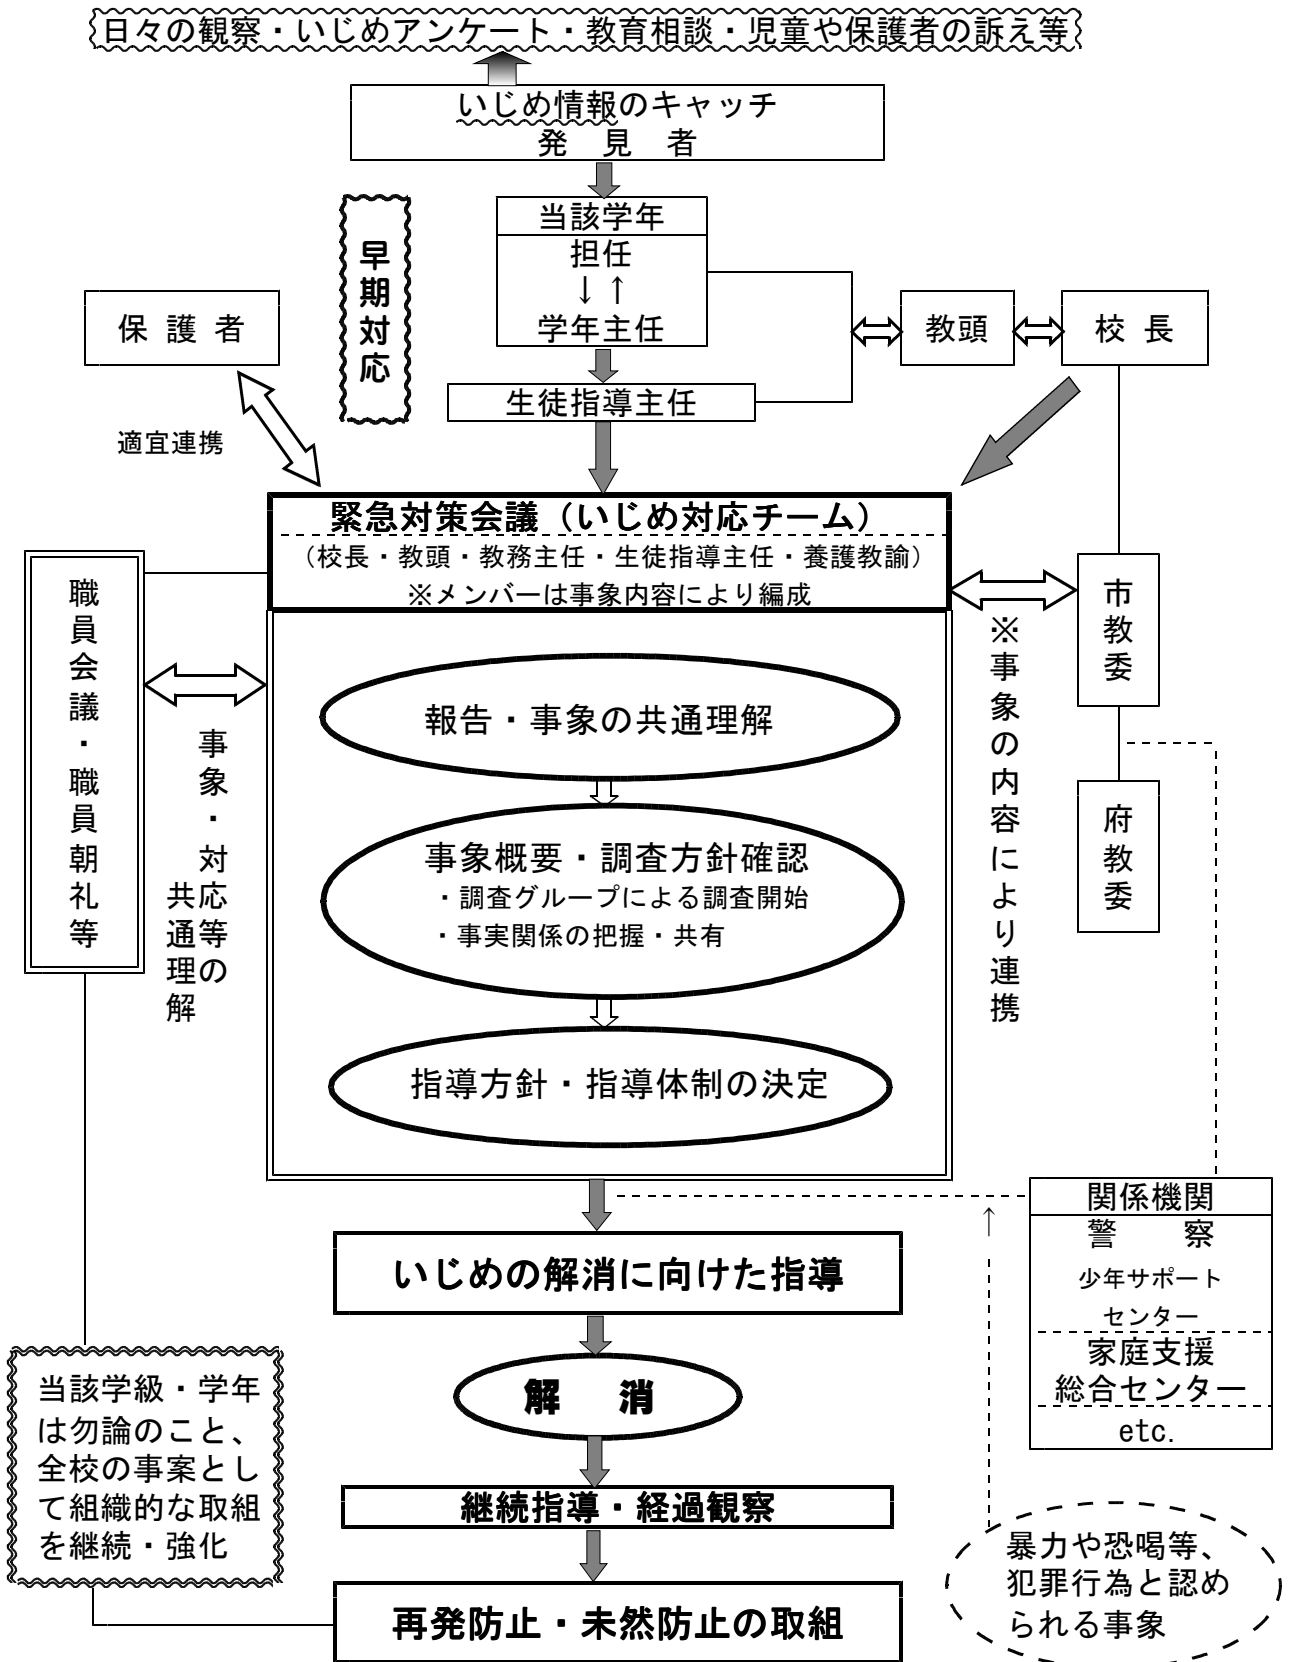 日々の観察・いじめアンケート・教育相談・児童や保護者の訴え等
いじめ情報のキャッチ
発 見 者
早期対応
当該学年
担任
↓↑
学年主任
生徒指導主任
教頭
校 長
保 護 者
適宜連携
緊急対策会議（いじめ対応チーム）
（校長・教頭・教務主任・生徒指導主任・養護教諭）
※メンバーは事象内容により編成
職員会議・職員朝礼等
事象・対応等の
共通理解
報告・事象の共通理解
事象概要・調査方針確認
・調査グループによる調査開始
・事実関係の把握・共有
指導方針・指導体制の決定
※事象の内容により連携
市教委
府教委
関係機関
警 察
少年サポート
センター
家庭支援
総合センター
etc.
↑
いじめの解消に向けた指導
解 消
継続指導・経過観察
再発防止・未然防止の取組
当該学級・学年
は勿論のこと、
全校の事案とし
て組織的な取組
を継続・強化
暴力や恐喝等、
犯罪行為と認め
られる事象